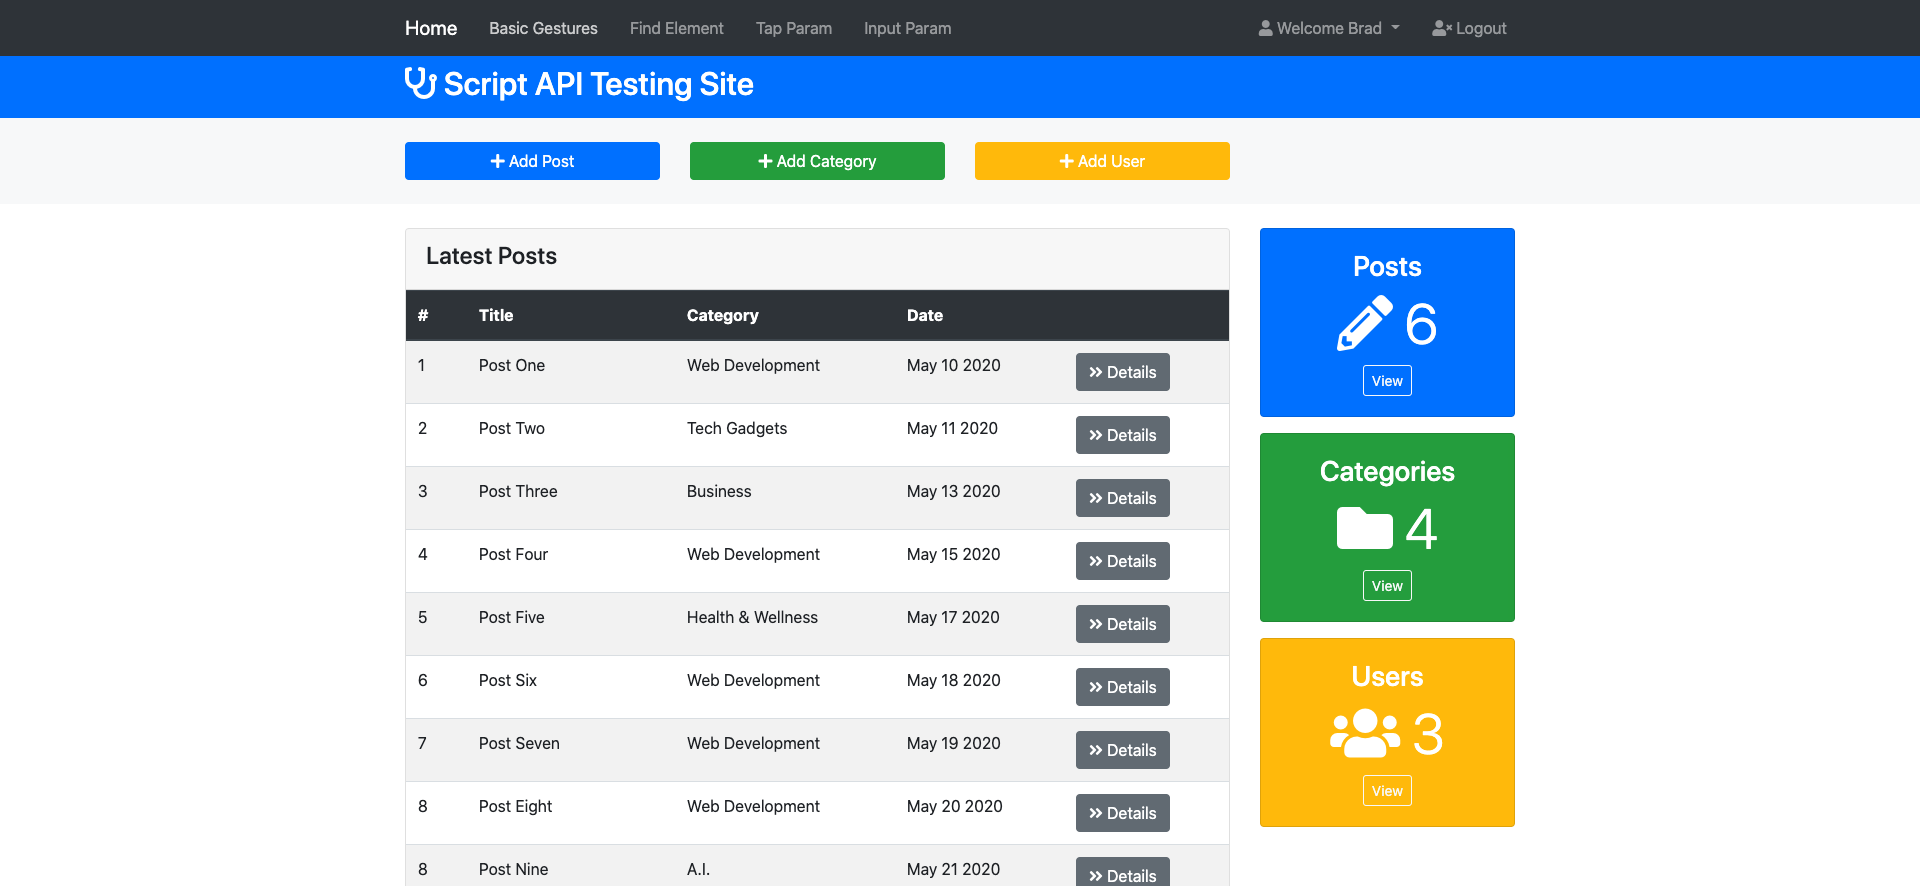 Home Basic Gestures Find Element Tap Param Input Param Welcome Brad Logout
Script API Testing Site
Add Post Add Category Add User
Latest Posts
# Title Category Date
1 Post One Web Development May 10 2020 Details
2 Post Two Tech Gadgets May 11 2020 Details
3 Post Three Business May 13 2020 Details
4 Post Four Web Development May 15 2020 Details
5 Post Five Health & Wellness May 17 2020 Details
6 Post Six Web Development May 18 2020 Details
7 Post Seven Web Development May 19 2020 Details
8 Post Eight Web Development May 20 2020 Details
8 Post Nine A.I. May 21 2020 Details
Posts
6
View
Categories
4
View
Users
3
View